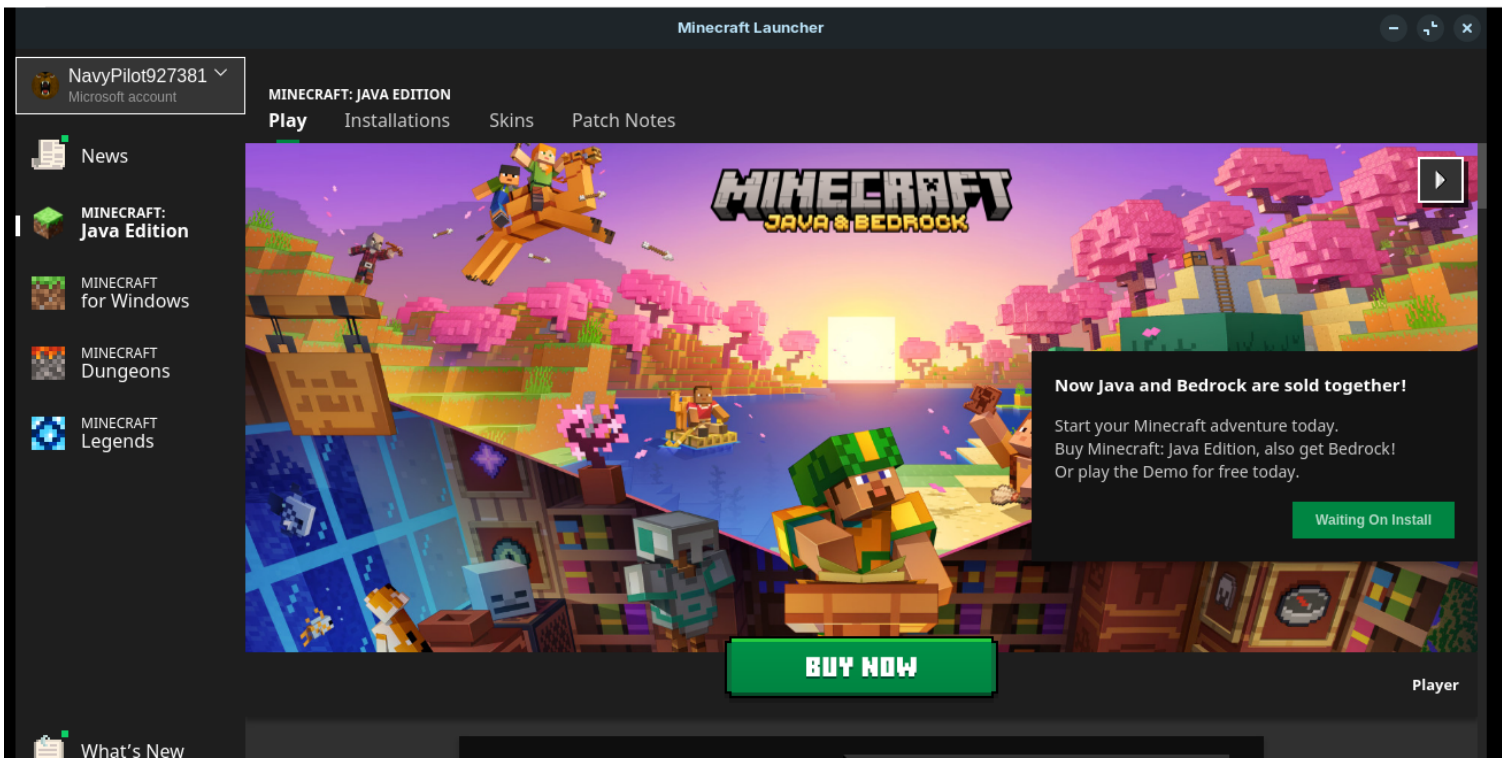 Minecraft Launcher
NavyPilot927381
Microsoft account
MINECRAFT: JAVA EDITION
Play Installations Skins Patch Notes
News
MINECRAFT:
Java Edition
MINECRAFT
for Windows
MINECRAFT
Dungeons
MINECRAFT
Legends
MINECRAFT
JAVA & BEDROCK
Now Java and Bedrock are sold together!
Start your Minecraft adventure today.
Buy Minecraft: Java Edition, also get Bedrock!
Or play the Demo for free today.
Waiting On Install
BUY NOW
Player
What's New